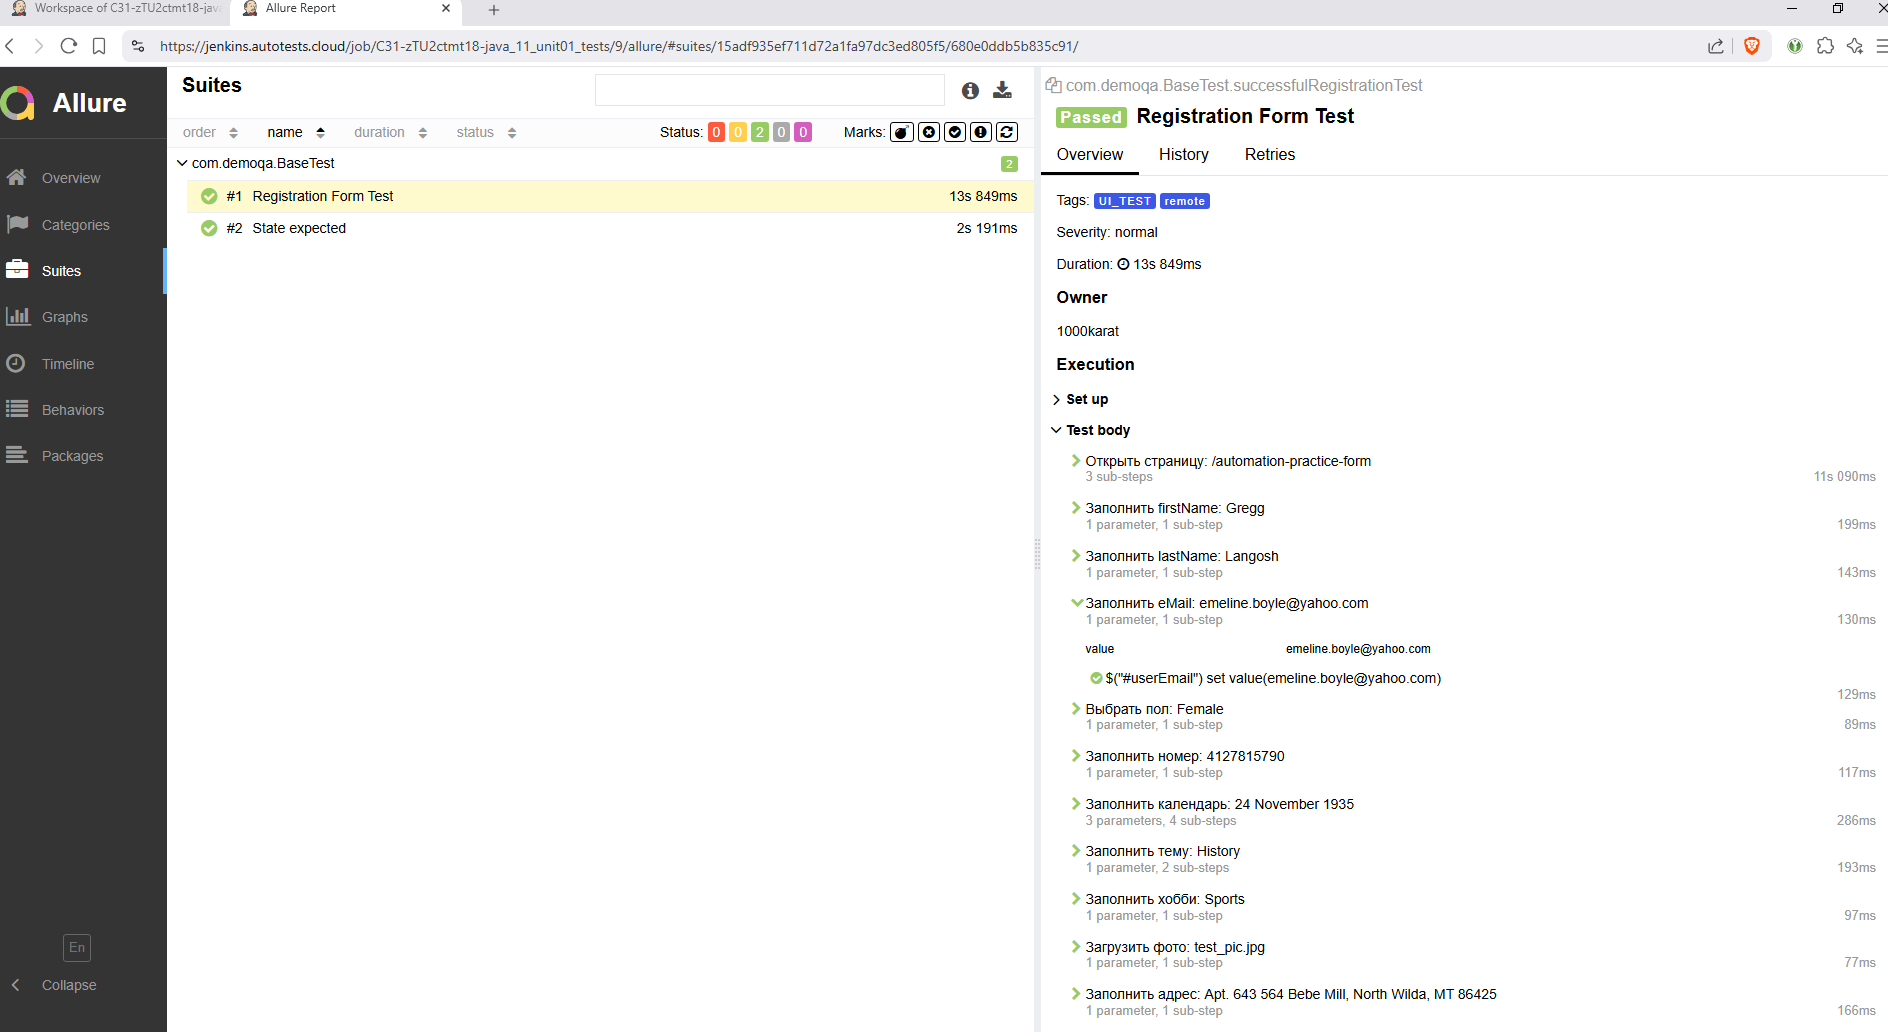 Workspace of C31-zTU2ctmt18-java
Allure Report
https://jenkins.autotests.cloud/job/C31-zTU2ctmt18-java_11_unit01_tests/9/allure/#suites/15adf935ef711d72a1fa97dc3ed805f5/680e0ddb5b835c91/
Allure
Overview
Categories
Suites
Graphs
Timeline
Behaviors
Packages
En
Collapse
Suites
order name duration status Status: 0 0 2 0 0 Marks:
com.demoqa.BaseTest 2
#1 Registration Form Test 13s 849ms
#2 State expected 2s 191ms
com.demoqa.BaseTest.successfulRegistrationTest
Passed Registration Form Test
Overview History Retries
Tags: UI_TEST remote
Severity: normal
Duration: 13s 849ms
Owner
1000karat
Execution
Set up
Test body
Открыть страницу: /automation-practice-form
3 sub-steps 11s 090ms
Заполнить firstName: Gregg
1 parameter, 1 sub-step 199ms
Заполнить lastName: Langosh
1 parameter, 1 sub-step 143ms
Заполнить eMail: emeline.boyle@yahoo.com
1 parameter, 1 sub-step 130ms
value emeline.boyle@yahoo.com
$("#userEmail") set value(emeline.boyle@yahoo.com)
129ms
Выбрать пол: Female
1 parameter, 1 sub-step 89ms
Заполнить номер: 4127815790
1 parameter, 1 sub-step 117ms
Заполнить календарь: 24 November 1935
3 parameters, 4 sub-steps 286ms
Заполнить тему: History
1 parameter, 2 sub-steps 193ms
Заполнить хобби: Sports
1 parameter, 1 sub-step 97ms
Загрузить фото: test_pic.jpg
1 parameter, 1 sub-step 77ms
Заполнить адрес: Apt. 643 564 Bebe Mill, North Wilda, MT 86425
1 parameter, 1 sub-step 166ms